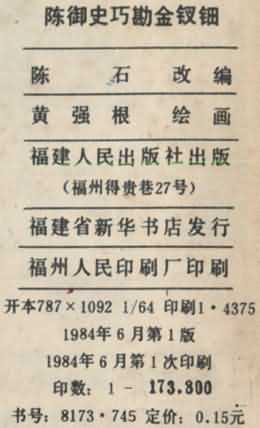 陈御史巧勘金钗钿
陈石改编
黄强根绘画
福建人民出版社出版
(福州得贵巷27号)
福建省新华书店发行
福州人民印刷厂印刷
开本787×1092 1/64 印刷1·4375
1984年6月第1版
1984年6月第1次印刷
印数: 1 - 173.800
书号: 8173·745 定价: 0.15元